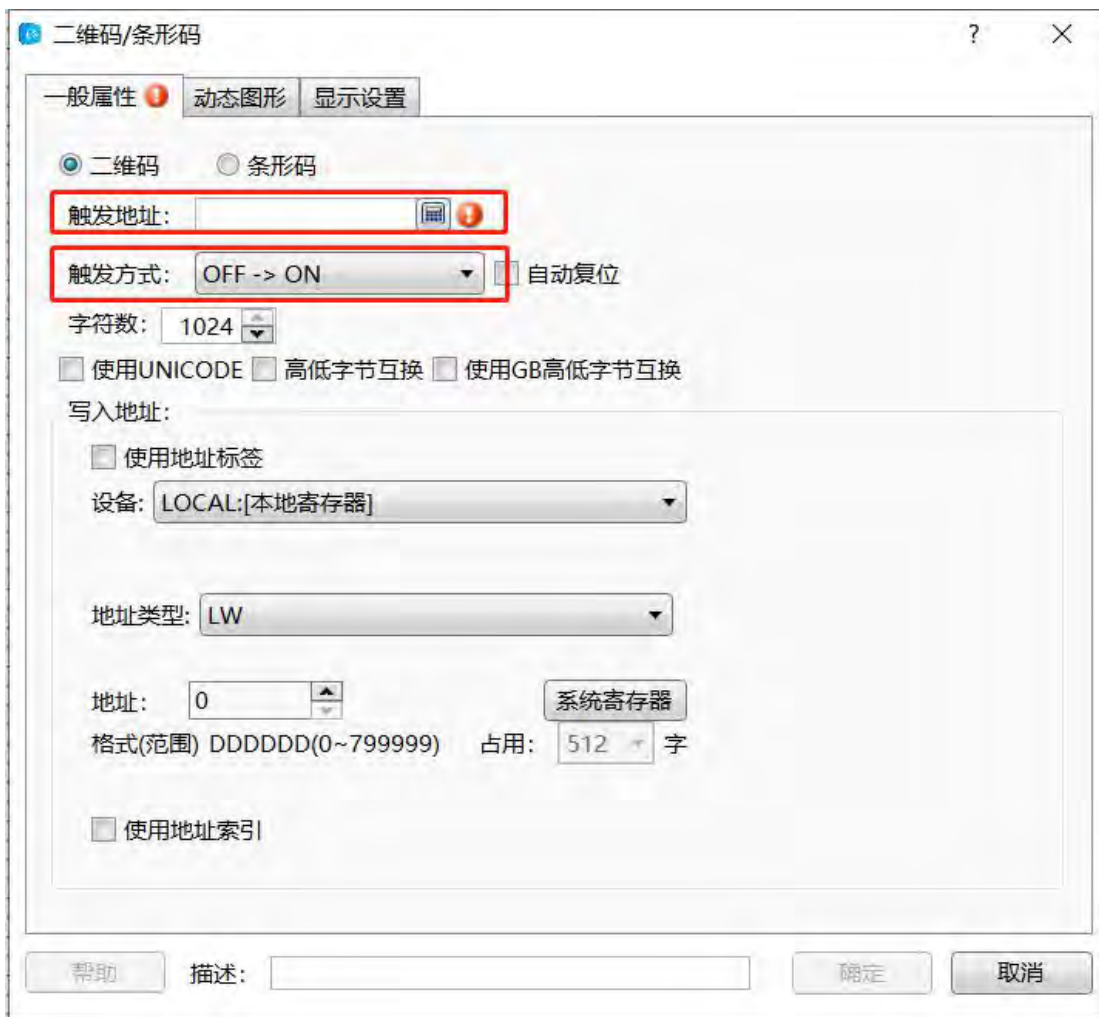 二维码/条形码 ?
一般属性 动态图形 显示设置
二维码 条形码
触发地址:
触发方式: OFF -> ON 自动复位
字符数: 1024
使用UNICODE 高低字节互换 使用GB高低字节互换
写入地址:
使用地址标签
设备: LOCAL:[本地寄存器]
地址类型: LW
地址: 0 系统寄存器
格式(范围) DDDDDD(0~799999) 占用: 512 字
使用地址索引
帮助 描述: 确定 取消